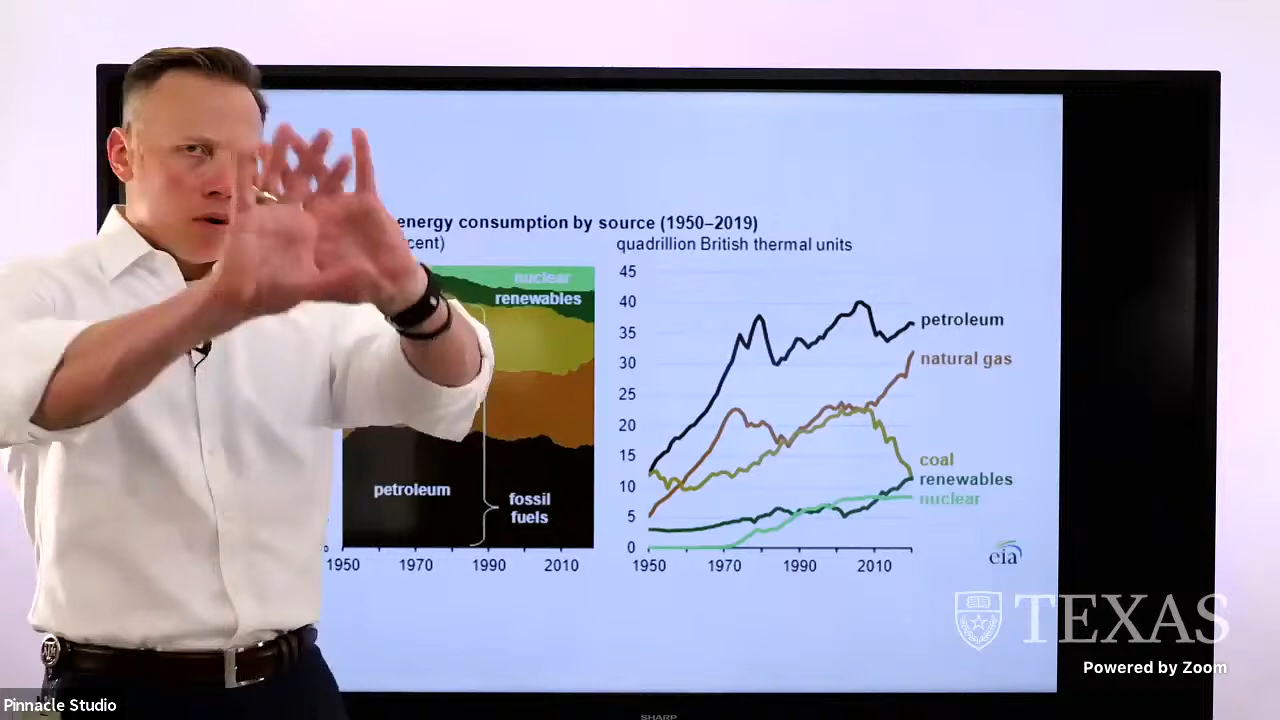 energy consumption by source (1950–2019)
cent)
quadrillion British thermal units
nuclear
renewables
petroleum
fossil
fuels
1950
1970
1990
2010
45
40
35
30
25
20
15
10
5
0
1950
1970
1990
2010
petroleum
natural gas
coal
renewables
nuclear
eia
TEXAS
Powered by Zoom
Pinnacle Studio
SHARP